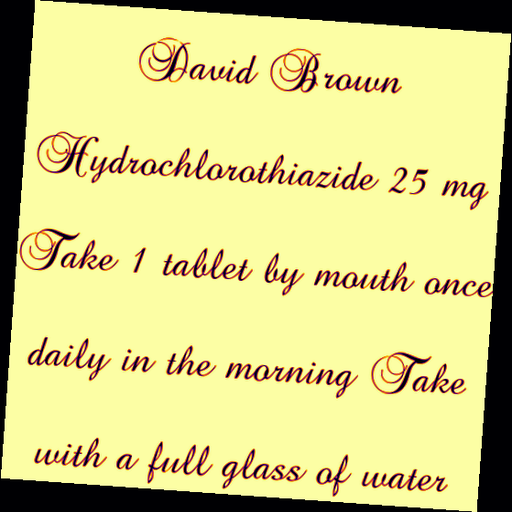 David Brown
Hydrochlorothiazide 25 mg
Take 1 tablet by mouth once
daily in the morning Take
with a full glass of water